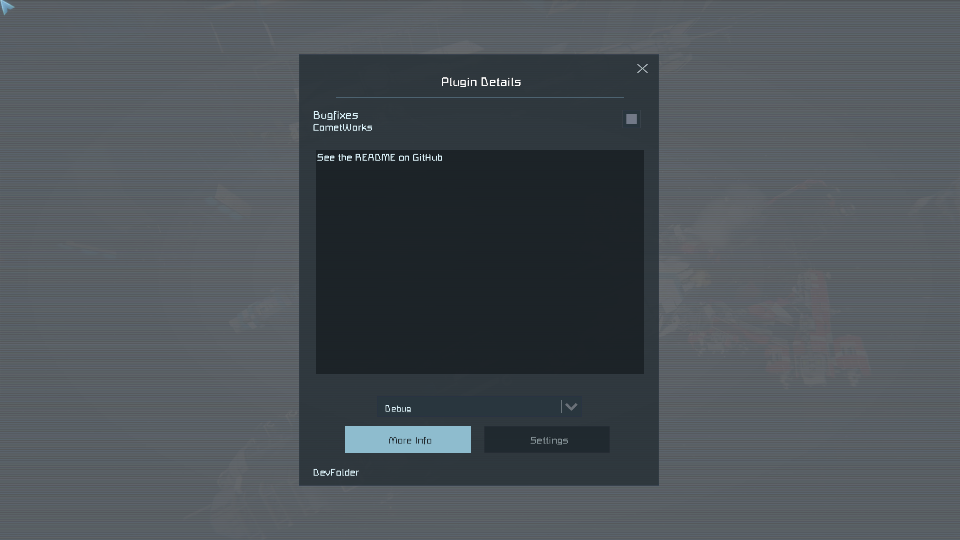 Plugin Details
Bugfixes
CometWorks
See the README on GitHub
Debug
More Info
Settings
DevFolder